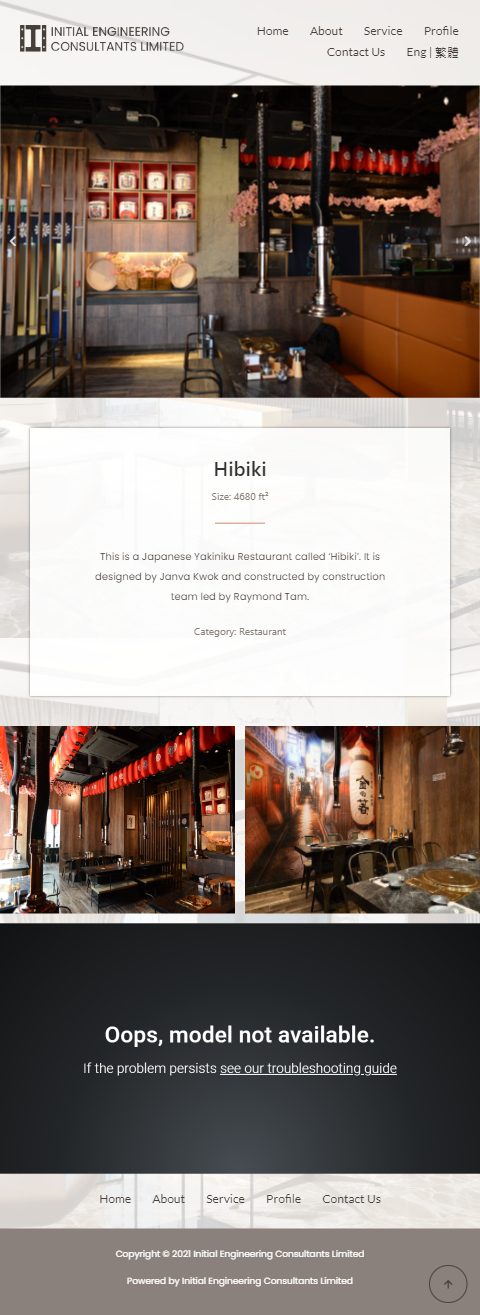 INITIAL ENGINEERING
CONSULTANTS LIMITED
Home About Service Profile
Contact Us Eng | 繁體
Hibiki
Size: 4680 ft²
This is a Japanese Yakiniku Restaurant called ‘Hibiki’. It is
designed by Janva Kwok and constructed by construction
team led by Raymond Tam.
Category: Restaurant
Oops, model not available.
If the problem persists see our troubleshooting guide
Home About Service Profile Contact Us
Copyright © 2021 Initial Engineering Consultants Limited
Powered by Initial Engineering Consultants Limited